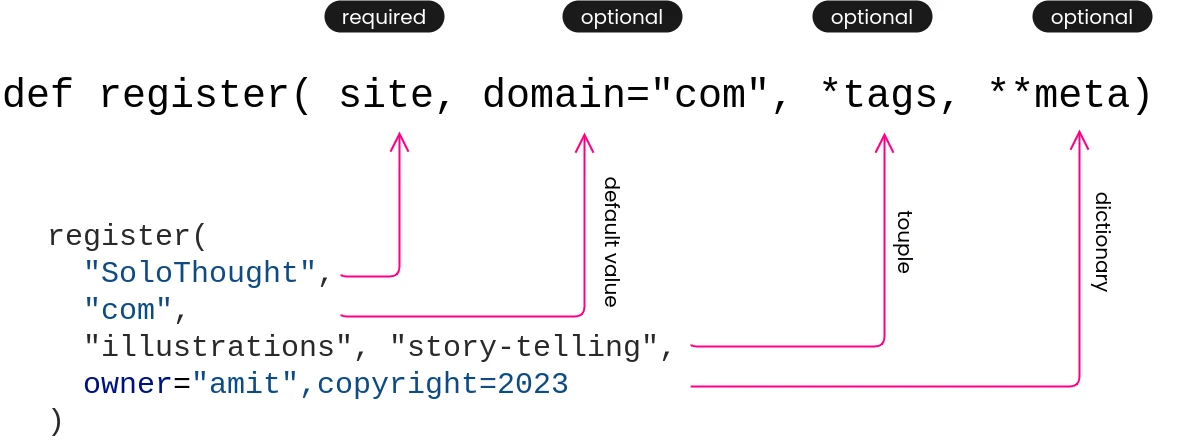 required optional optional optional
def register( site, domain="com", *tags, **meta)
default value
touple
dictionary
register(
"SoloThought",
"com",
"illustrations", "story-telling",
owner="amit",copyright=2023
)